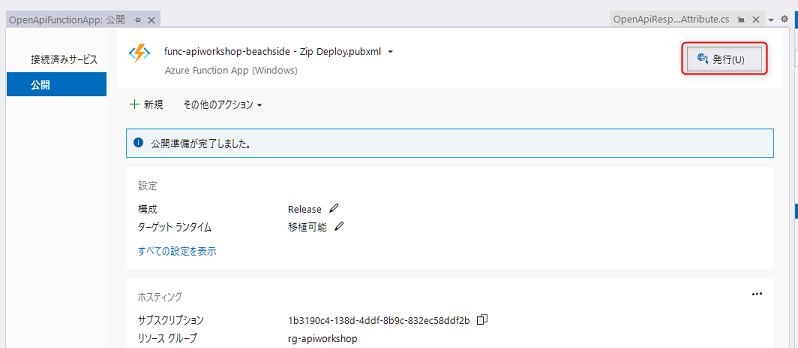 OpenApiFunctionApp: 公開
OpenApiResp...Attribute.cs
接続済みサービス
公開
func-apiworkshop-beachside - Zip Deploy.pubxml
Azure Function App (Windows)
発行(U)
新規 その他のアクション
公開準備が完了しました。
設定
構成 Release
ターゲット ランタイム 移植可能
すべての設定を表示
ホスティング
サブスクリプション 1b3190c4-138d-4ddf-8b9c-832ec58ddf2b
リソース グループ rg-apiworkshop